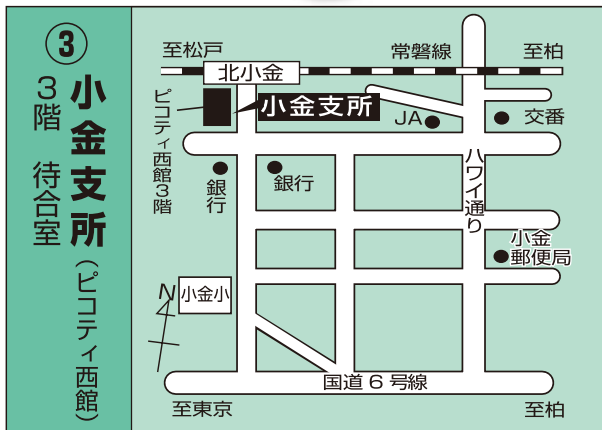 ③
小金支所(ピコティ西館)
3階 待合室
至松戸
常磐線
至柏
北小金
小金支所
ピコティ西館3階
JA
交番
銀行
銀行
ハワイ通り
小金
郵便局
N
小金小
国道6号線
至東京
至柏